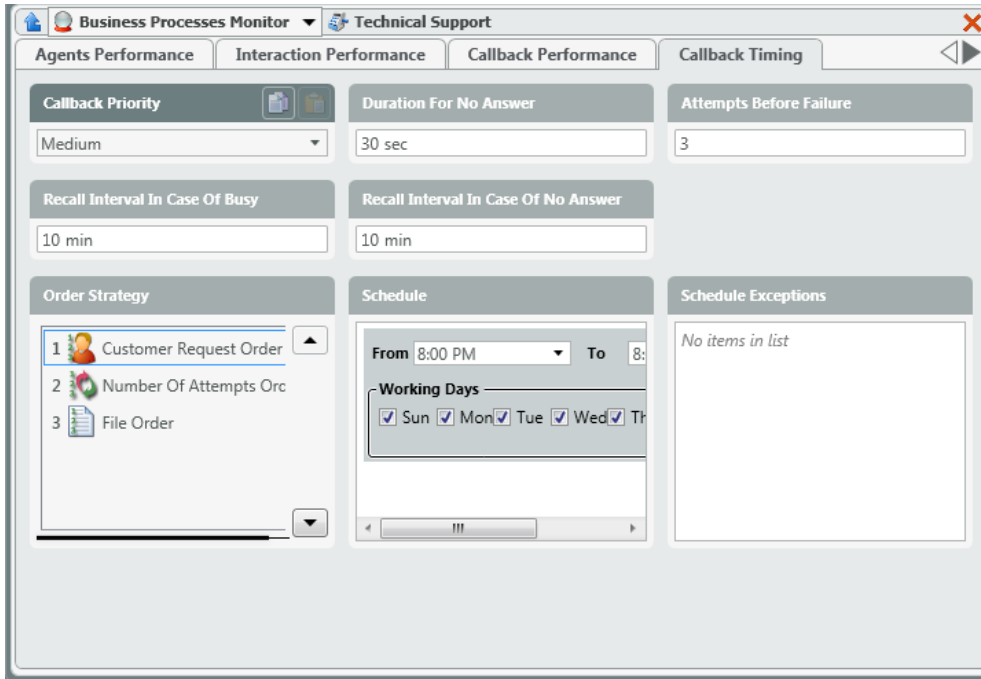 Business Processes Monitor Technical Support
Agents Performance Interaction Performance Callback Performance Callback Timing
Callback Priority Duration For No Answer Attempts Before Failure
Medium 30 sec 3
Recall Interval In Case Of Busy Recall Interval In Case Of No Answer
10 min 10 min
Order Strategy Schedule Schedule Exceptions
1 Customer Request Order
2 Number Of Attempts Orc
3 File Order
From 8:00 PM To 8:
Working Days
Sun Mon Tue Wed Th
No items in list